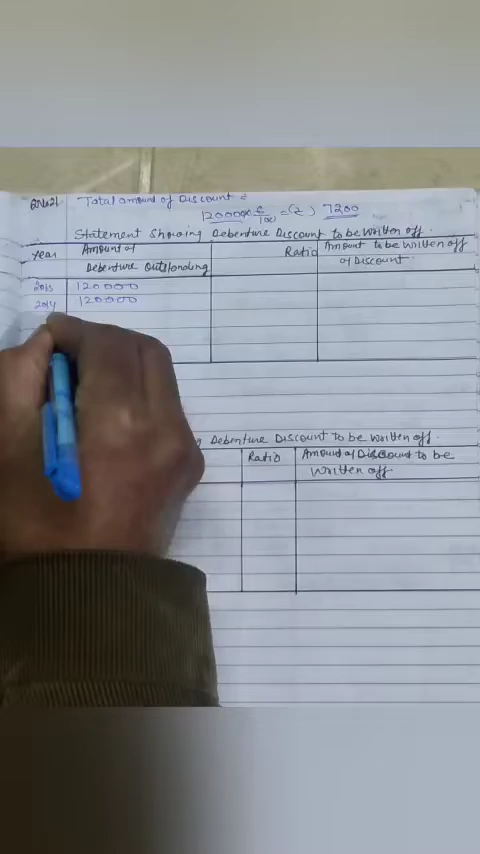 Q.No.21 Total amount of Discount =
120000 × 6/100 = (₹) 7200
Statement Showing Debenture Discount to be written off.
Year Amount of Debenture Outstanding Ratio Amount to be written off of Discount
2013 120000
2014 120000
Debenture Discount to be written off.
Ratio Amount of Discount to be written off